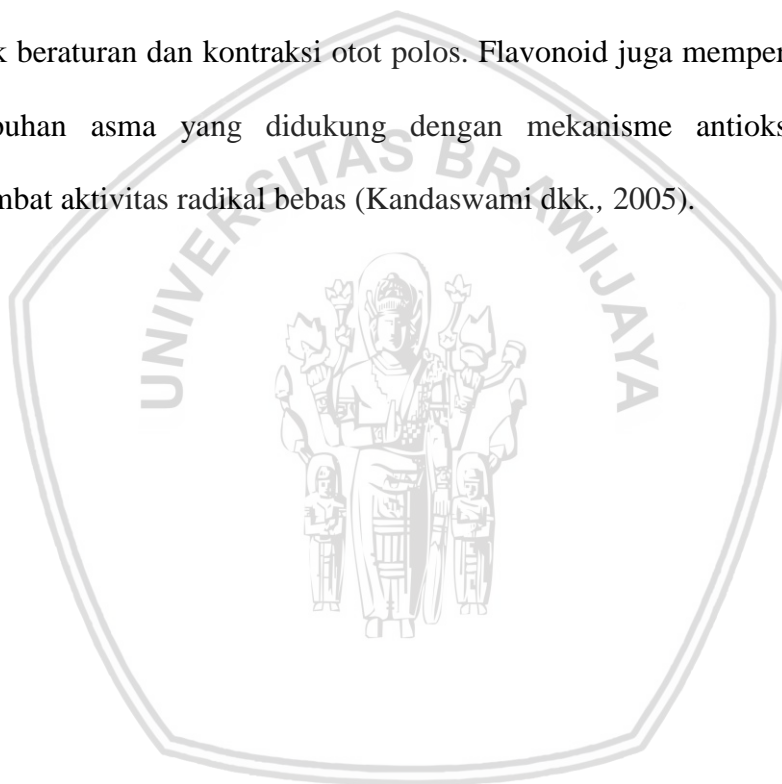 k beraturan dan kontraksi otot polos. Flavonoid juga memper
buhan asma yang didukung dengan mekanisme antioks
mbat aktivitas radikal bebas (Kandaswami dkk., 2005).
UNIVERSITAS BRAWIJAYA